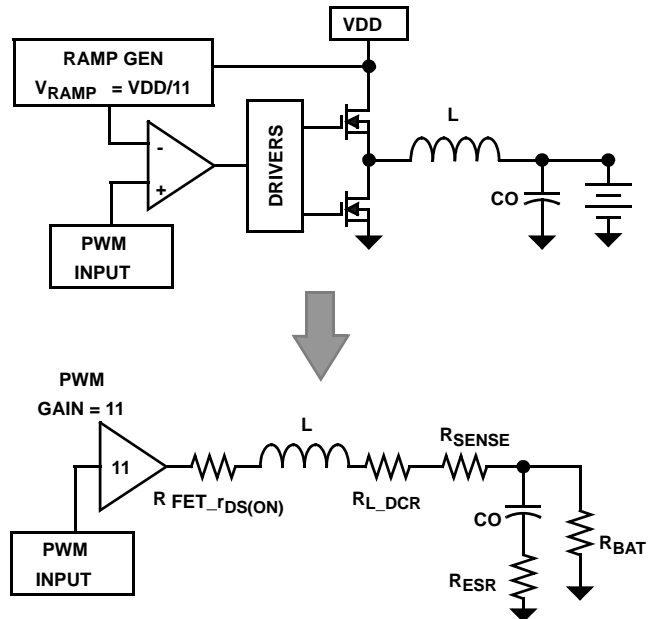 VDD
RAMP GEN
VRAMP = VDD/11
-
+
DRIVERS
L
CO
PWM
INPUT
PWM
GAIN = 11
11
L
RSENSE
R FET_rDS(ON)
RL_DCR
CO
RBAT
RESR
PWM
INPUT